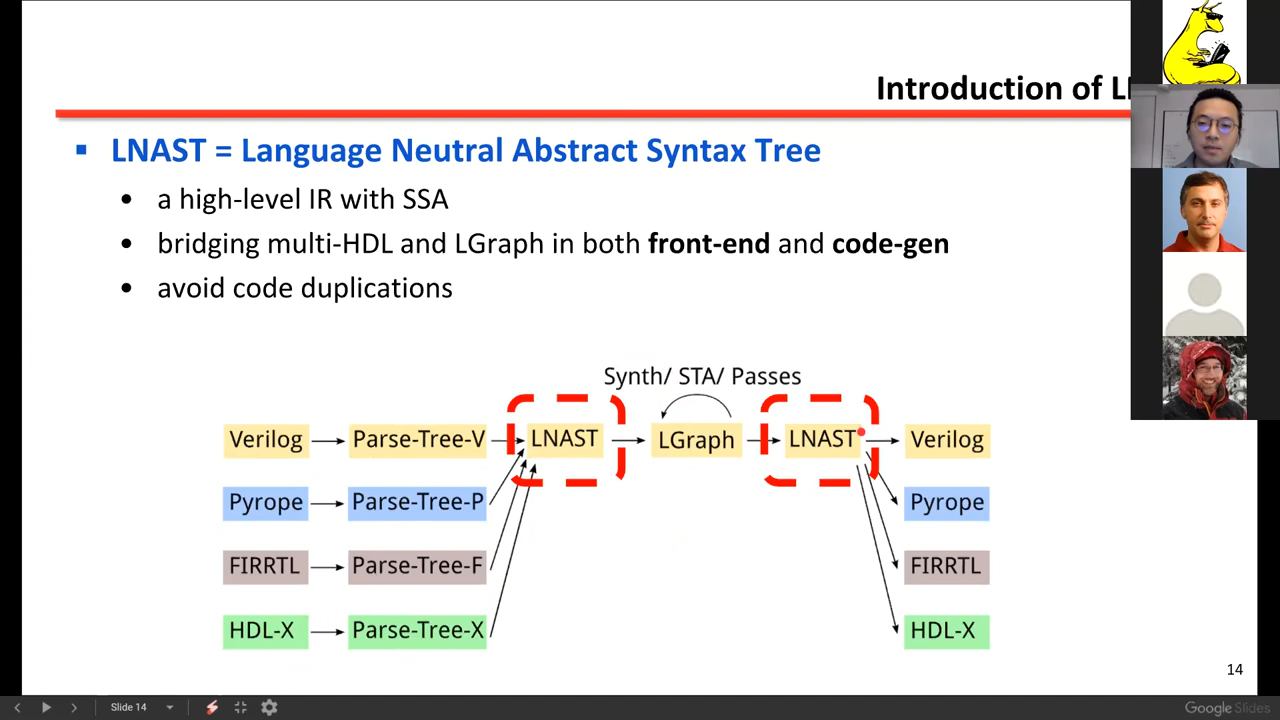 Introduction of
LNAST = Language Neutral Abstract Syntax Tree
a high-level IR with SSA
bridging multi-HDL and LGraph in both front-end and code-gen
avoid code duplications
Synth/ STA/ Passes
Verilog Parse-Tree-V LNAST LGraph LNAST Verilog
Pyrope Parse-Tree-P Pyrope
FIRRTL Parse-Tree-F FIRRTL
HDL-X Parse-Tree-X HDL-X
14
Slide 14
Google Slides